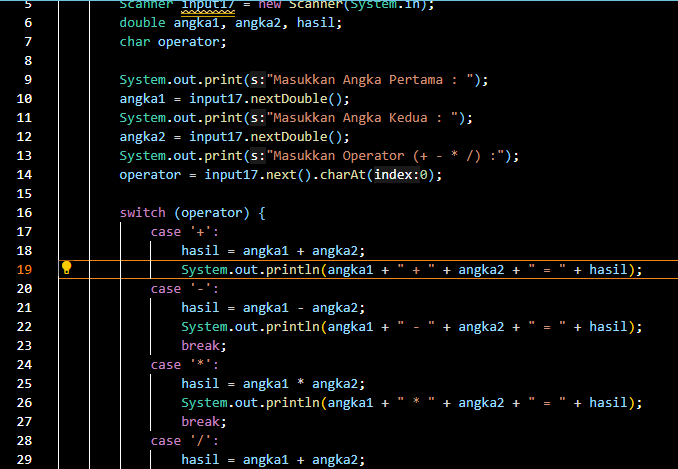 5 Scanner input17 = new Scanner(System.in);
6 double angka1, angka2, hasil;
7 char operator;
8
9 System.out.print(s:"Masukkan Angka Pertama : ");
10 angka1 = input17.nextDouble();
11 System.out.print(s:"Masukkan Angka Kedua : ");
12 angka2 = input17.nextDouble();
13 System.out.print(s:"Masukkan Operator (+ - * /) :");
14 operator = input17.next().charAt(index:0);
15
16 switch (operator) {
17 case '+':
18 hasil = angka1 + angka2;
19 System.out.println(angka1 + " + " + angka2 + " = " + hasil);
20 case '-':
21 hasil = angka1 - angka2;
22 System.out.println(angka1 + " - " + angka2 + " = " + hasil);
23 break;
24 case '*':
25 hasil = angka1 * angka2;
26 System.out.println(angka1 + " * " + angka2 + " = " + hasil);
27 break;
28 case '/':
29 hasil = angka1 + angka2;